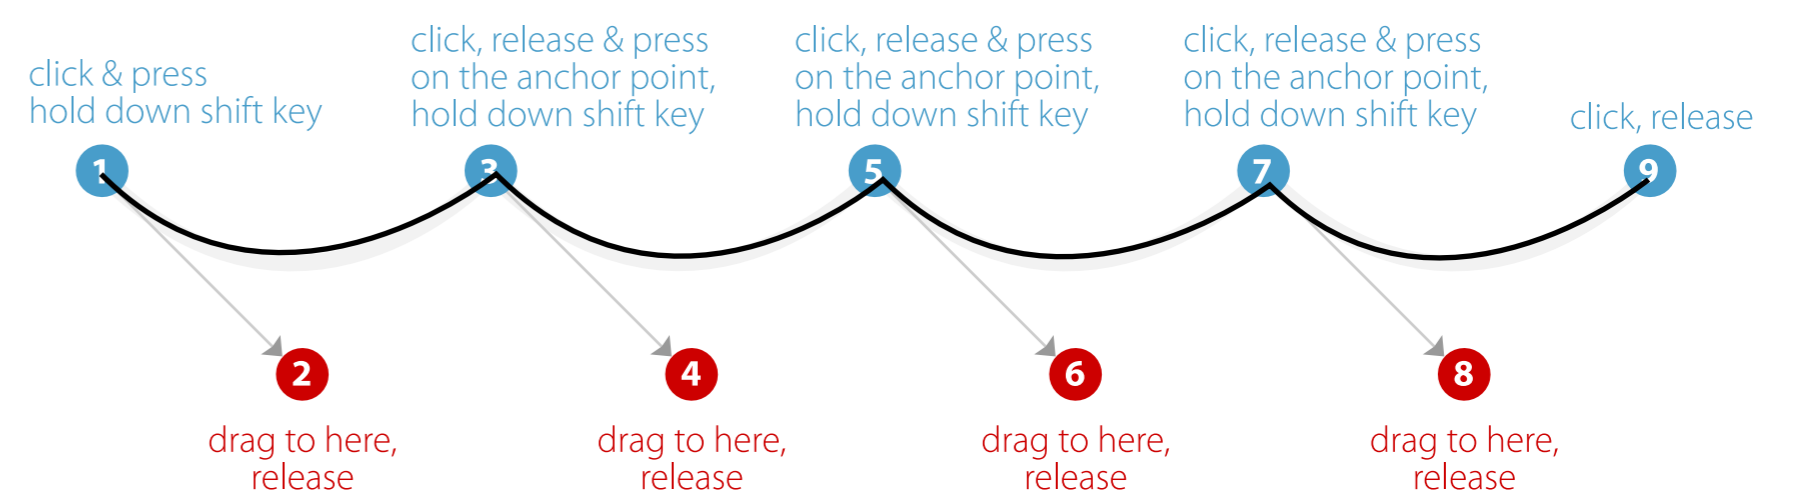 click & press
hold down shift key
click, release & press
on the anchor point,
hold down shift key
click, release & press
on the anchor point,
hold down shift key
click, release & press
on the anchor point,
hold down shift key
click, release
1
3
5
7
9
2
4
6
8
drag to here,
release
drag to here,
release
drag to here,
release
drag to here,
release